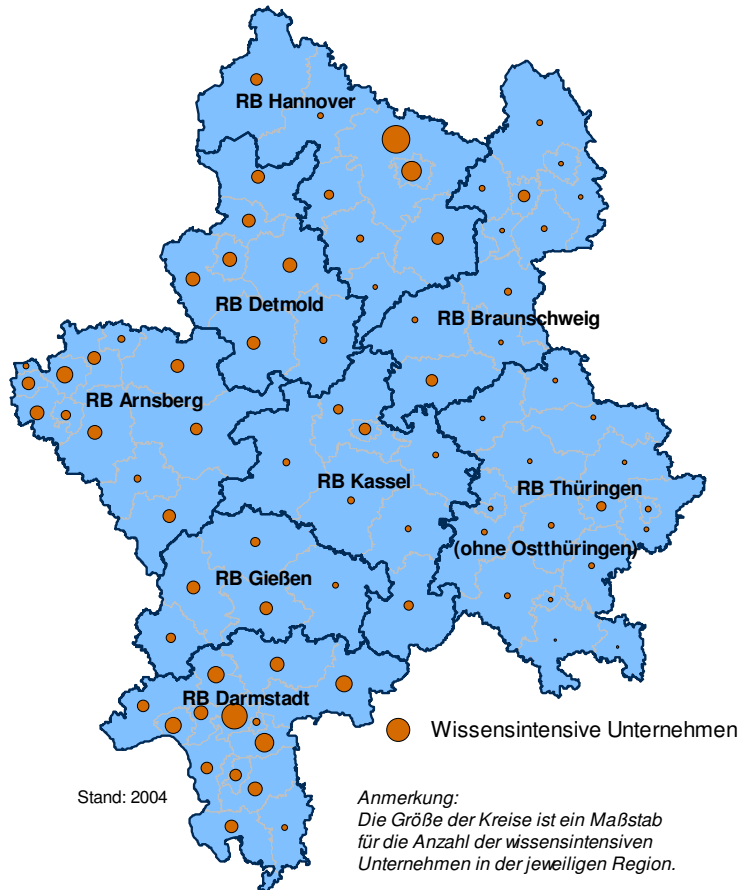 RB Hannover
RB Detmold
RB Braunschweig
RB Arnsberg
RB Kassel
RB Thüringen
(ohne Ostthüringen)
RB Gießen
RB Darmstadt
Wissensintensive Unternehmen
Stand: 2004
Anmerkung:
Die Größe der Kreise ist ein Maßstab
für die Anzahl der wissensintensiven
Unternehmen in der jeweiligen Region.